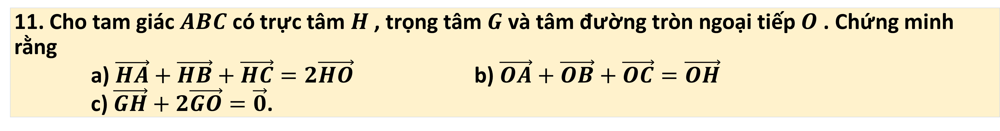 11. Cho tam giác ABC có trực tâm H , trọng tâm G và tâm đường tròn ngoại tiếp O . Chứng minh
rằng
a) $\overrightarrow{HA} + \overrightarrow{HB} + \overrightarrow{HC} = 2\overrightarrow{HO}$ b) $\overrightarrow{OA} + \overrightarrow{OB} + \overrightarrow{OC} = \overrightarrow{OH}$
c) $\overrightarrow{GH} + 2\overrightarrow{GO} = \overrightarrow{0}$.